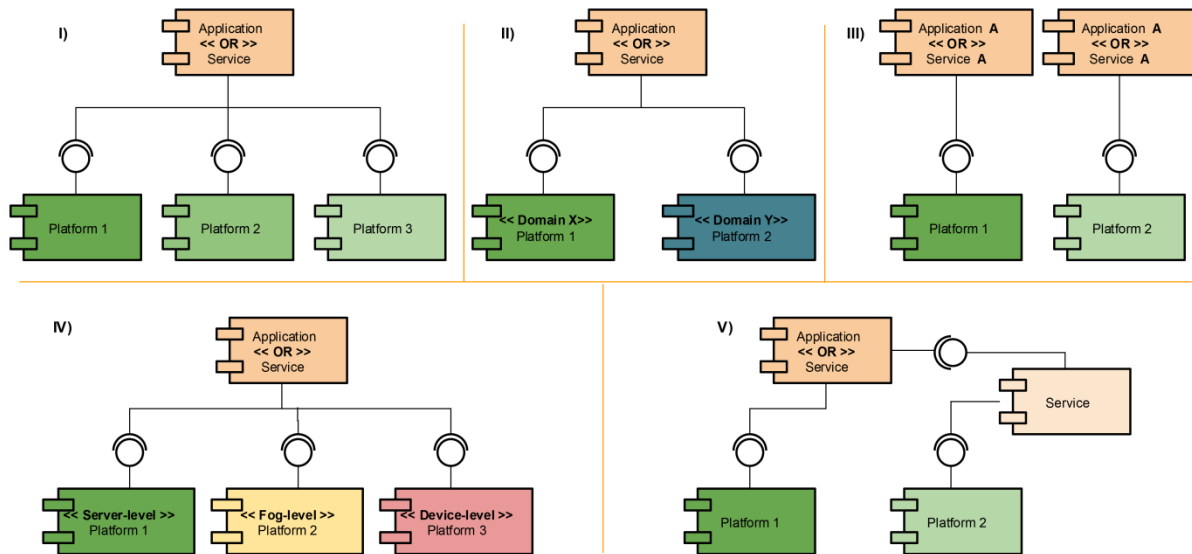 I)
Application
<< OR >>
Service
Platform 1
Platform 2
Platform 3
II)
Application
<< OR >>
Service
<< Domain X>>
Platform 1
<< Domain Y>>
Platform 2
III)
Application A
<< OR >>
Service A
Application A
<< OR >>
Service A
Platform 1
Platform 2
IV)
Application
<< OR >>
Service
<< Server-level >>
Platform 1
<< Fog-level >>
Platform 2
<< Device-level >>
Platform 3
V)
Application
<< OR >>
Service
Service
Platform 1
Platform 2